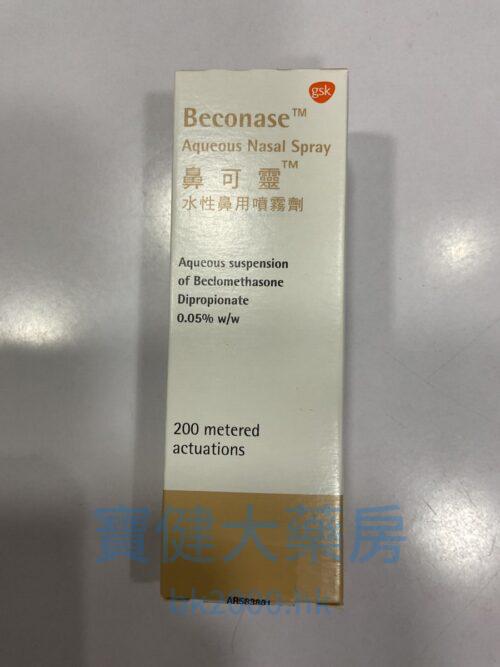 gsk
Beconase™
Aqueous Nasal Spray
鼻可靈™
水性鼻用噴霧劑
Aqueous suspension
of Beclomethasone
Dipropionate
0.05% w/w
200 metered
actuations
寶健大藥房